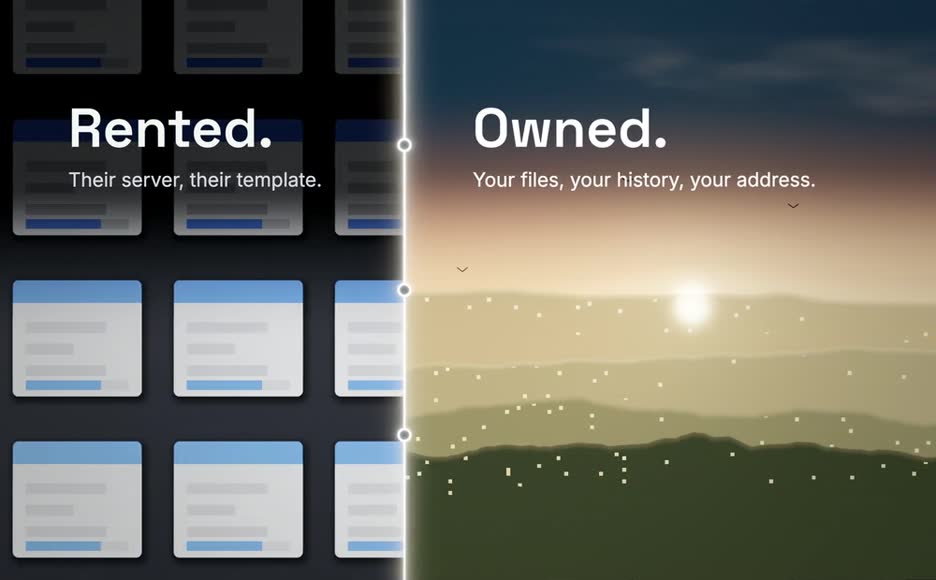 Rented.
Their server, their template.
Owned.
Your files, your history, your address.